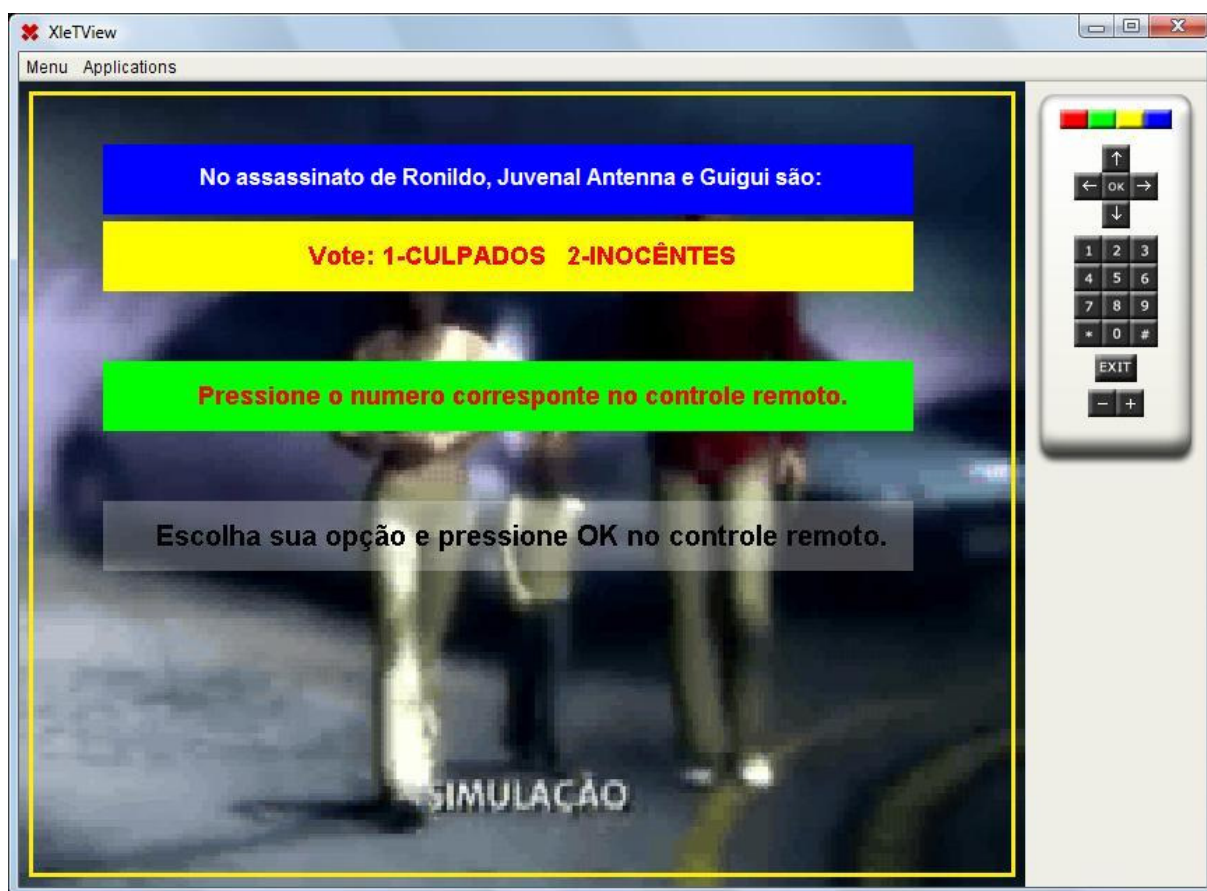 XleTView
Menu Applications
No assassinato de Ronildo, Juvenal Antenna e Guigui são:
Vote: 1-CULPADOS 2-INOCÊNTES
Pressione o numero corresponte no controle remoto.
Escolha sua opção e pressione OK no controle remoto.
SIMULAÇÃO
↑
← OK →
↓
1 2 3
4 5 6
7 8 9
* 0 #
EXIT
- +